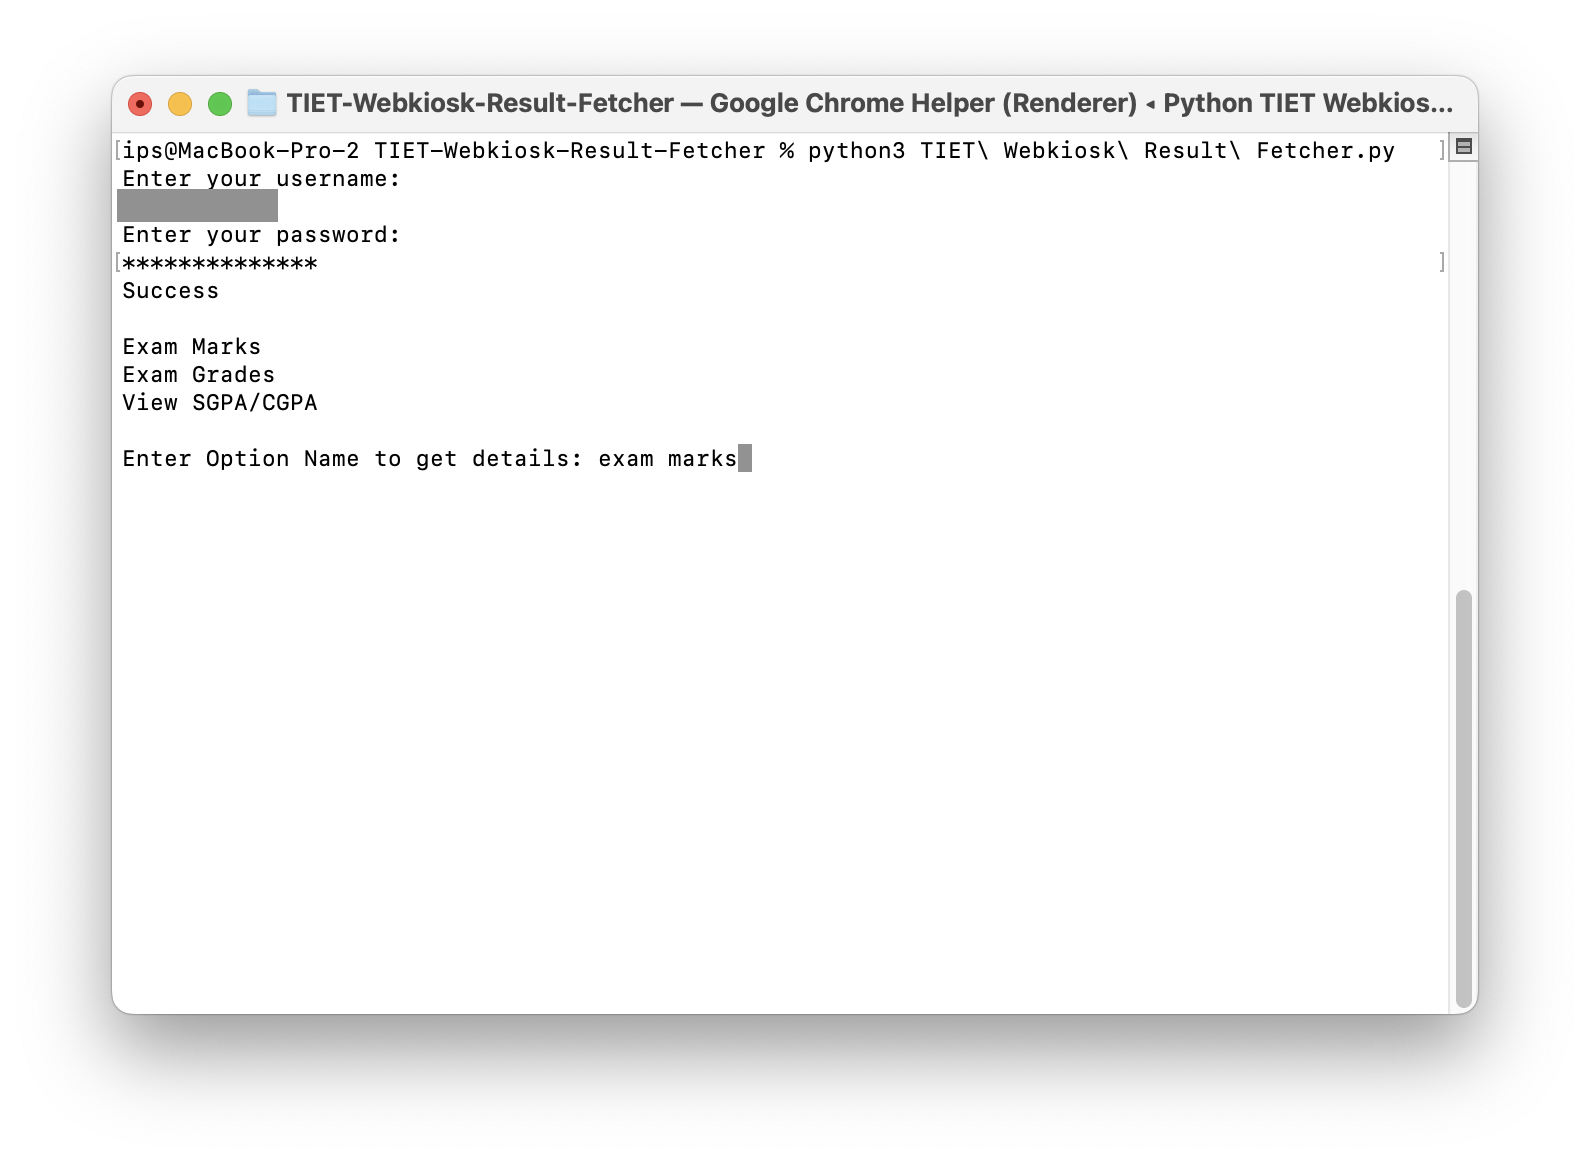 TIET-Webkiosk-Result-Fetcher — Google Chrome Helper (Renderer) ◂ Python TIET Webkios...
[ips@MacBook-Pro-2 TIET-Webkiosk-Result-Fetcher % python3 TIET\ Webkiosk\ Result\ Fetcher.py ]
Enter your username:
Enter your password:
[************** ]
Success
Exam Marks
Exam Grades
View SGPA/CGPA
Enter Option Name to get details: exam marks